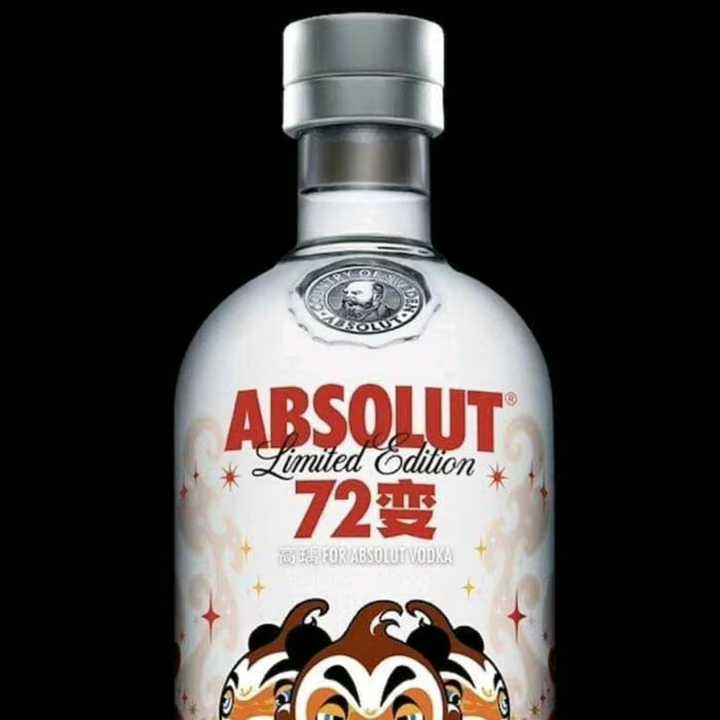 COUNTRY OF SWEDEN
ABSOLUT
ABSOLUT®
Limited Edition
72变
高瑀 FOR ABSOLUT VODKA